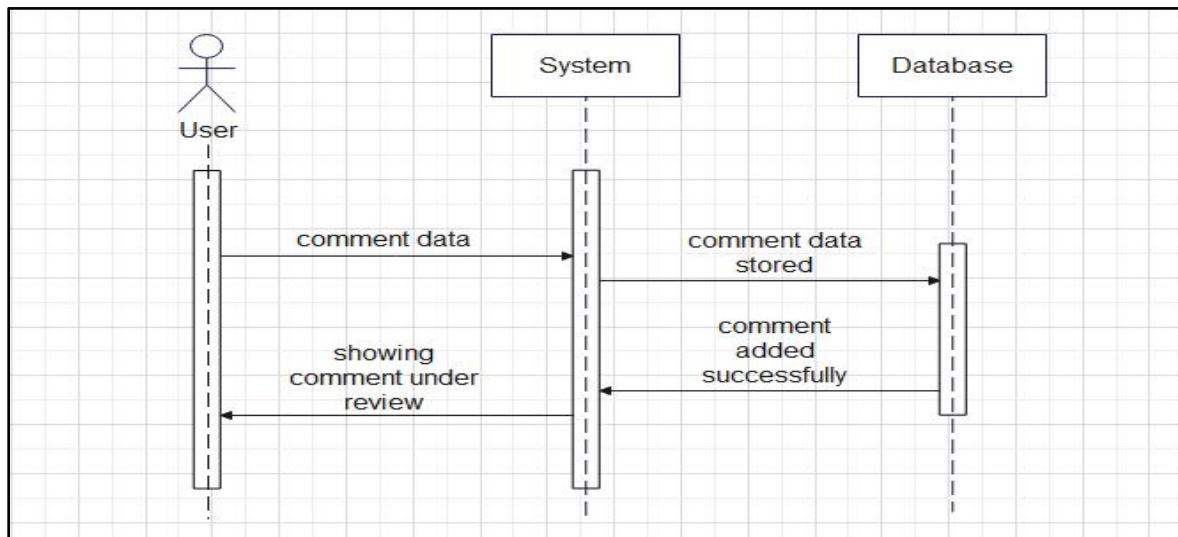 System
Database
User
comment data
comment data
stored
comment
added
successfully
showing
comment under
review